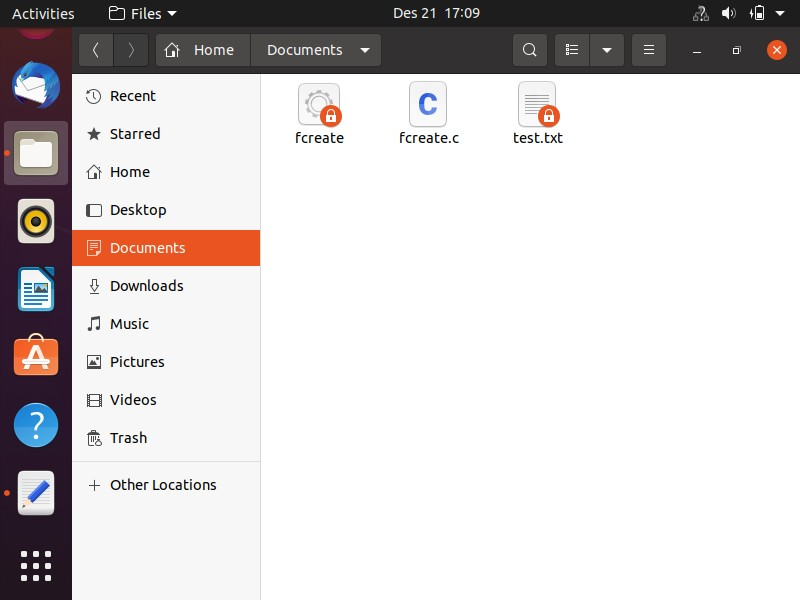 Activities
Files
Des 21 17:09
Home
Documents
Recent
Starred
Home
Desktop
Documents
Downloads
Music
Pictures
Videos
Trash
Other Locations
fcreate
fcreate.c
test.txt